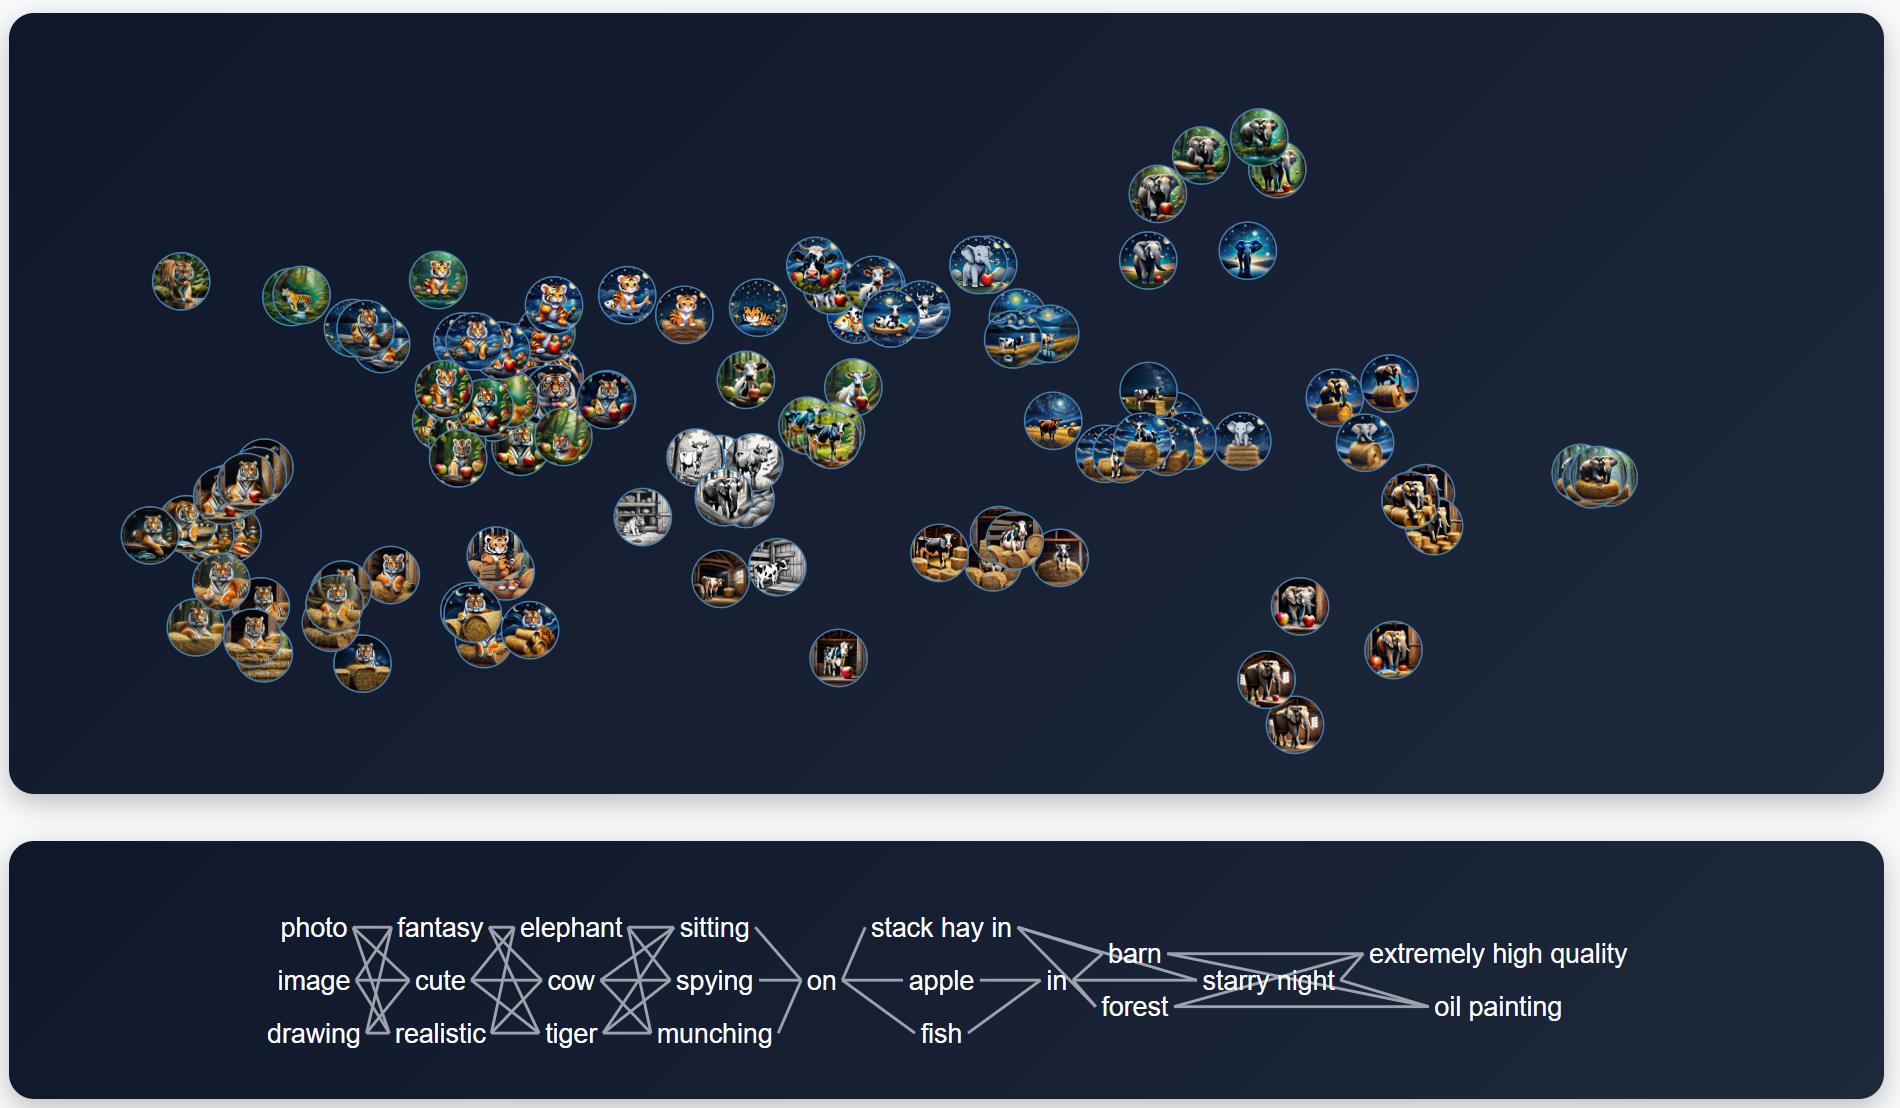 photo fantasy elephant sitting stack hay in
barn extremely high quality
image cute cow spying on apple in starry night
forest oil painting
drawing realistic tiger munching fish